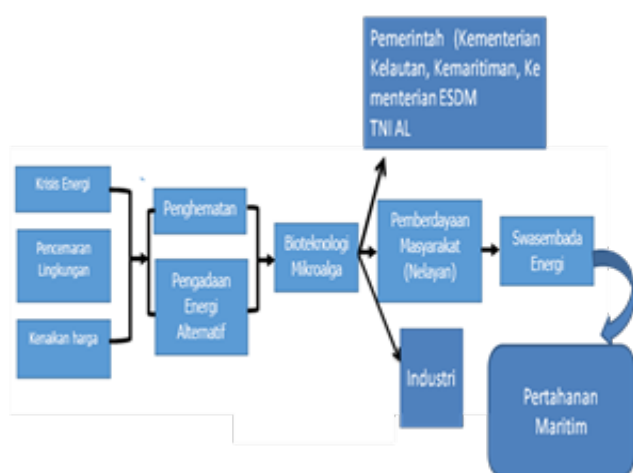 Pemerintah (Kementerian
Kelautan, Kemaritiman, Ke
menterian ESDM
TNI AL
Krisis Energi
Pencemaran
Lingkungan
Kenaikan harga
Penghematan
Pengadaan
Energi
Alternatif
Bioteknologi
Mikroalga
Pemberdayaan
Masyarakat
(Nelayan)
Swasembada
Energi
Industri
Pertahanan
Maritim